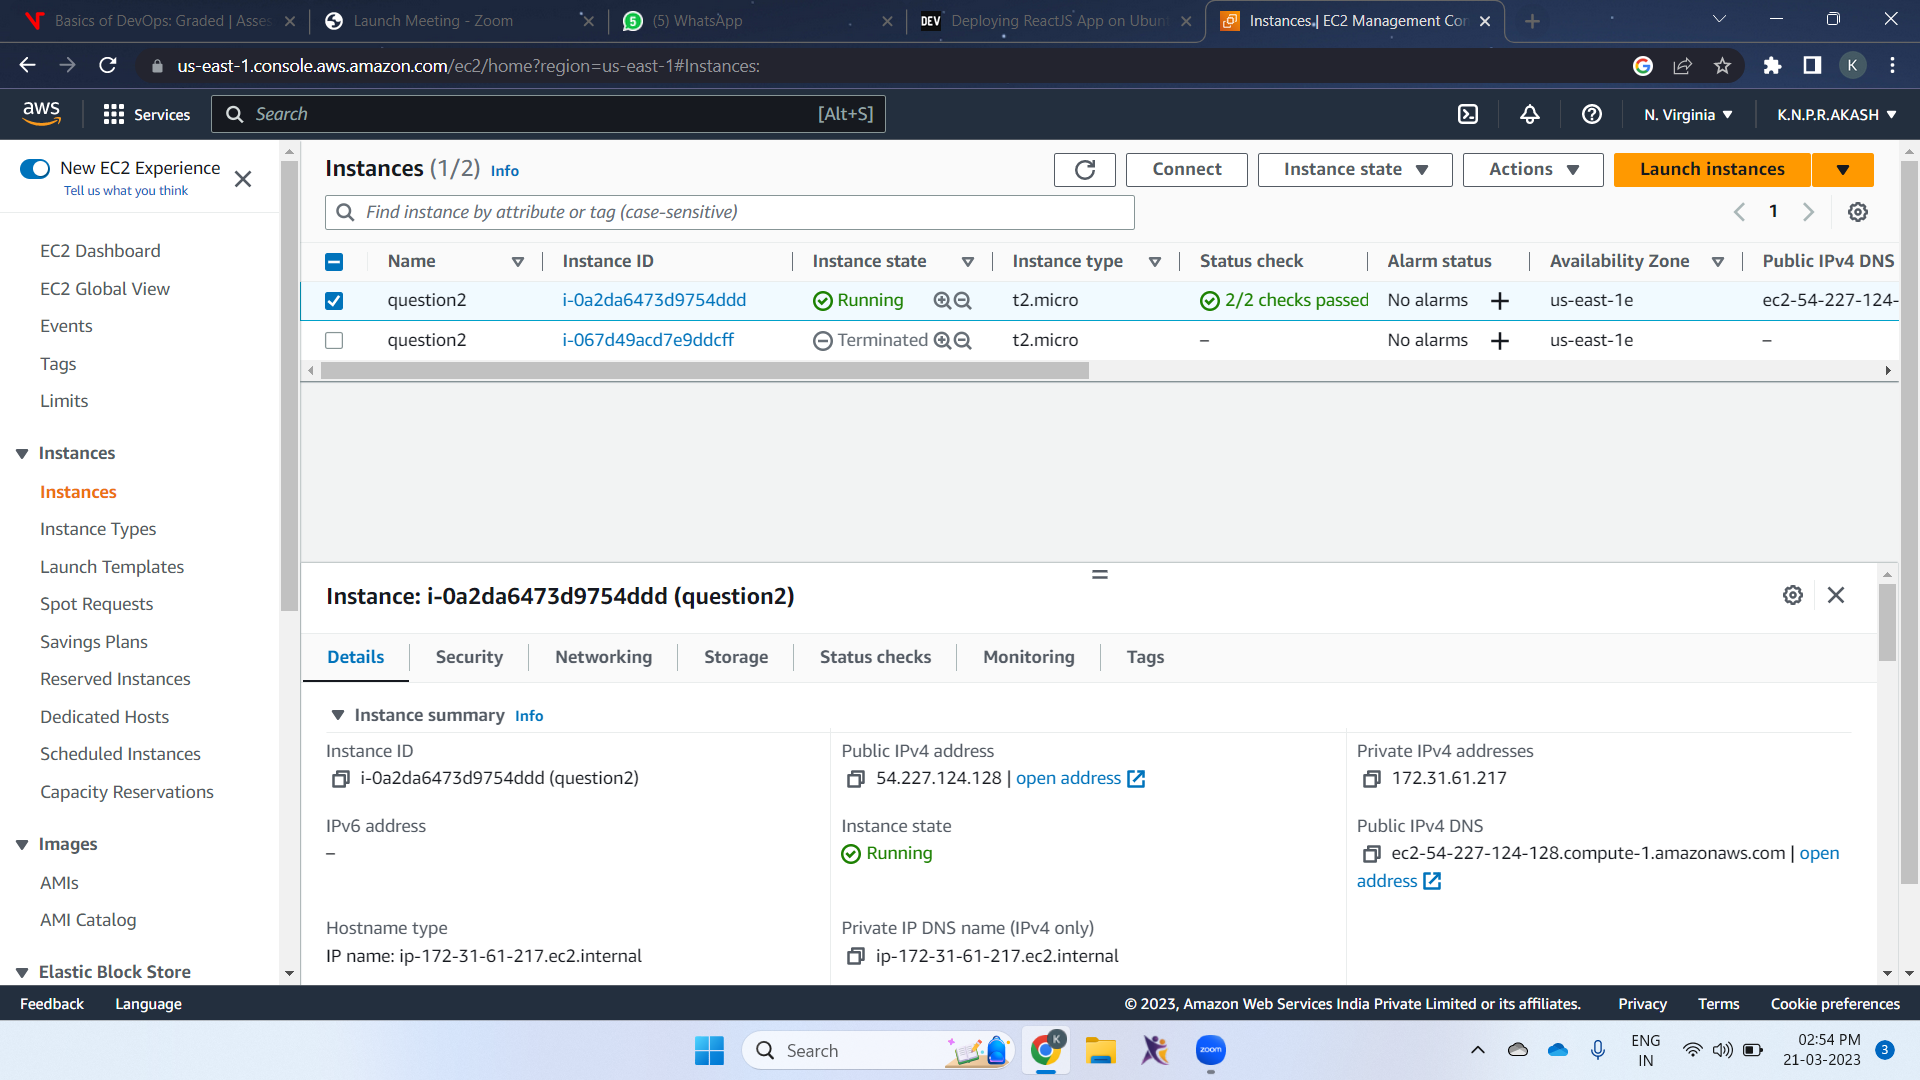 Basics of DevOps: Graded | Asses
Launch Meeting - Zoom
5
(5) WhatsApp
DEV
Deploying ReactJS App on Ubun
Instances | EC2 Management Con
us-east-1.console.aws.amazon.com/ec2/home?region=us-east-1#Instances:
K
aws
Services
Search
[Alt+S]
N. Virginia
K.N.P.R.AKASH
New EC2 Experience
Tell us what you think
EC2 Dashboard
EC2 Global View
Events
Tags
Limits
Instances
Instances
Instance Types
Launch Templates
Spot Requests
Savings Plans
Reserved Instances
Dedicated Hosts
Scheduled Instances
Capacity Reservations
Images
AMIs
AMI Catalog
Elastic Block Store
Instances (1/2) Info
Connect
Instance state
Actions
Launch instances
Find instance by attribute or tag (case-sensitive)
1
Name Instance ID Instance state Instance type Status check Alarm status Availability Zone Public IPv4 DNS
question2 i-0a2da6473d9754ddd Running t2.micro 2/2 checks passed No alarms + us-east-1e ec2-54-227-124-
question2 i-067d49acd7e9ddcff Terminated t2.micro – No alarms + us-east-1e –
Instance: i-0a2da6473d9754ddd (question2)
Details Security Networking Storage Status checks Monitoring Tags
Instance summary Info
Instance ID
i-0a2da6473d9754ddd (question2)
Public IPv4 address
54.227.124.128 | open address
Private IPv4 addresses
172.31.61.217
IPv6 address
–
Instance state
Running
Public IPv4 DNS
ec2-54-227-124-128.compute-1.amazonaws.com | open
address
Hostname type
IP name: ip-172-31-61-217.ec2.internal
Private IP DNS name (IPv4 only)
ip-172-31-61-217.ec2.internal
Feedback
Language
© 2023, Amazon Web Services India Private Limited or its affiliates.
Privacy
Terms
Cookie preferences
Search
K
zoom
ENG
IN
02:54 PM
21-03-2023
3